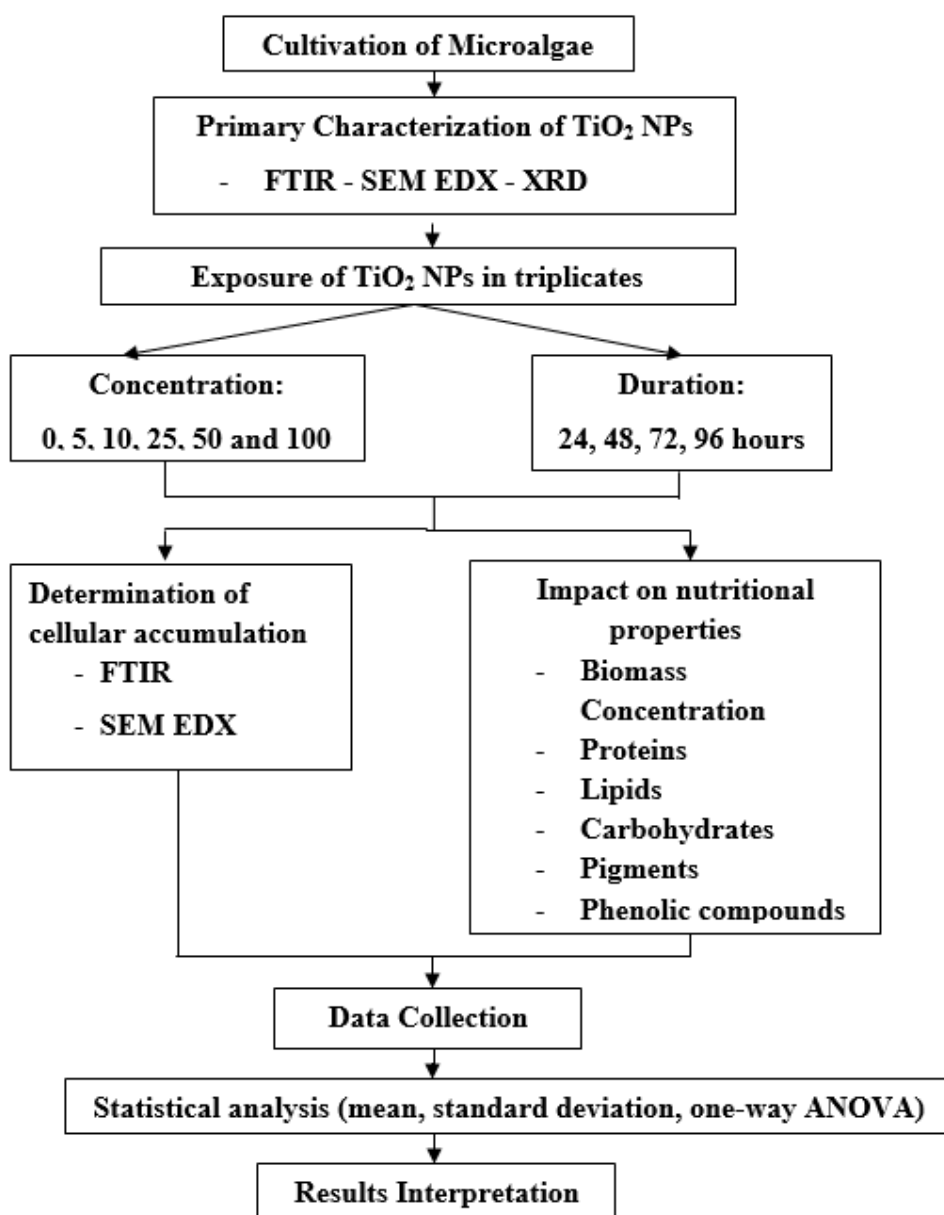 Cultivation of Microalgae
Primary Characterization of TiO₂ NPs
- FTIR - SEM EDX - XRD
Exposure of TiO₂ NPs in triplicates
Concentration:
0, 5, 10, 25, 50 and 100
Duration:
24, 48, 72, 96 hours
Determination of
cellular accumulation
- FTIR
- SEM EDX
Impact on nutritional
properties
- Biomass
Concentration
- Proteins
- Lipids
- Carbohydrates
- Pigments
- Phenolic compounds
Data Collection
Statistical analysis (mean, standard deviation, one-way ANOVA)
Results Interpretation